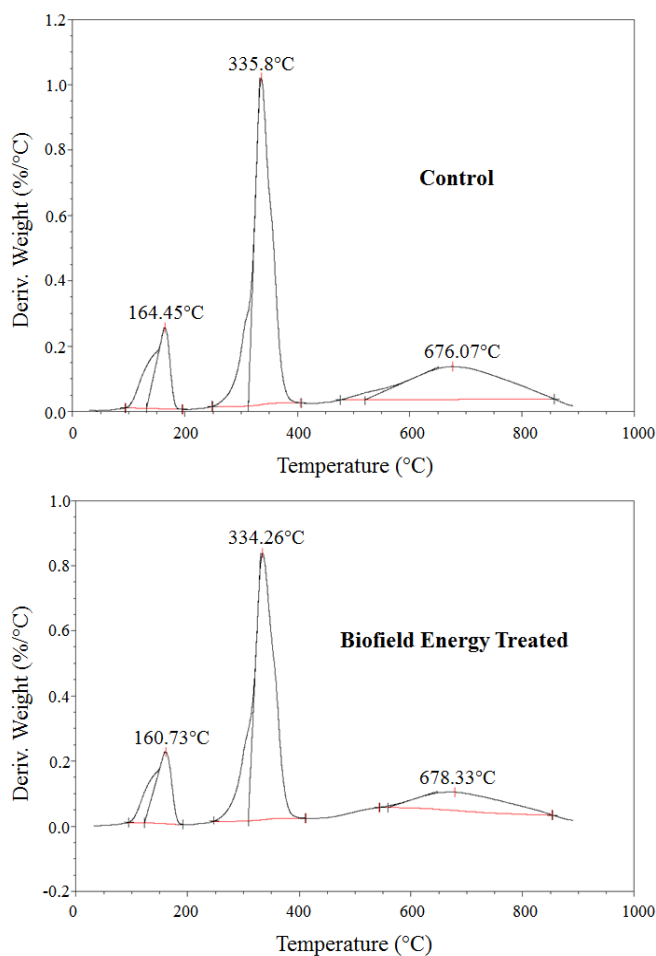 1.2
335.8°C
1.0
0.8
Control
0.6
Deriv. Weight (%/°C)
0.4
164.45°C
676.07°C
0.2
0.0
0 200 400 600 800 1000
Temperature (°C)
1.0
334.26°C
0.8
0.6
Biofield Energy Treated
0.4
Deriv. Weight (%/°C)
160.73°C
0.2
678.33°C
0.0
-0.2
0 200 400 600 800 1000
Temperature (°C)